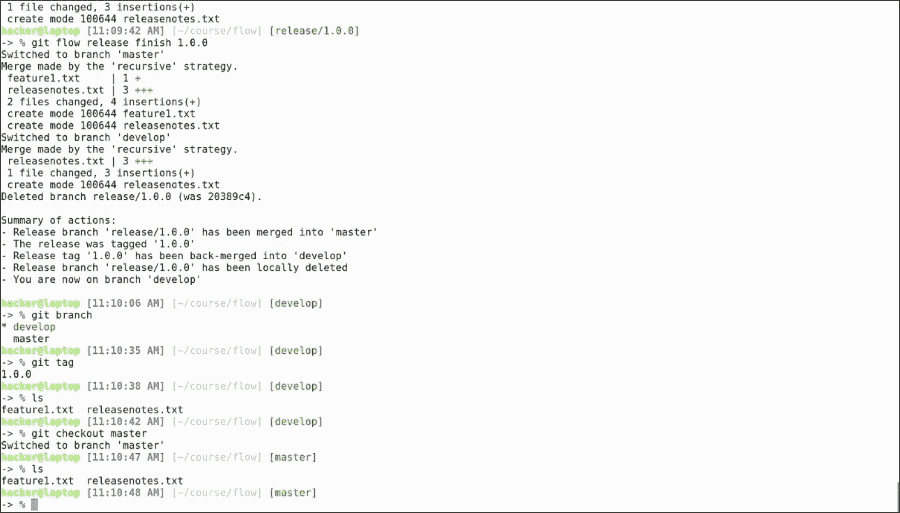 1 file changed, 3 insertions(+)
 create mode 100644 releasenotes.txt
hacker@laptop [11:09:42 AM] [~/course/flow] [release/1.0.0]
-> % git flow release finish 1.0.0
Switched to branch 'master'
Merge made by the 'recursive' strategy.
 feature1.txt     | 1 +
 releasenotes.txt | 3 +++
 2 files changed, 4 insertions(+)
 create mode 100644 feature1.txt
 create mode 100644 releasenotes.txt
Switched to branch 'develop'
Merge made by the 'recursive' strategy.
 releasenotes.txt | 3 +++
 1 file changed, 3 insertions(+)
 create mode 100644 releasenotes.txt
Deleted branch release/1.0.0 (was 20389c4).

Summary of actions:
- Release branch 'release/1.0.0' has been merged into 'master'
- The release was tagged '1.0.0'
- Release tag '1.0.0' has been back-merged into 'develop'
- Release branch 'release/1.0.0' has been locally deleted
- You are now on branch 'develop'

hacker@laptop [11:10:06 AM] [~/course/flow] [develop]
-> % git branch
* develop
  master
hacker@laptop [11:10:35 AM] [~/course/flow] [develop]
-> % git tag
1.0.0
hacker@laptop [11:10:38 AM] [~/course/flow] [develop]
-> % ls
feature1.txt  releasenotes.txt
hacker@laptop [11:10:42 AM] [~/course/flow] [develop]
-> % git checkout master
Switched to branch 'master'
hacker@laptop [11:10:47 AM] [~/course/flow] [master]
-> % ls
feature1.txt  releasenotes.txt
hacker@laptop [11:10:48 AM] [~/course/flow] [master]
-> %